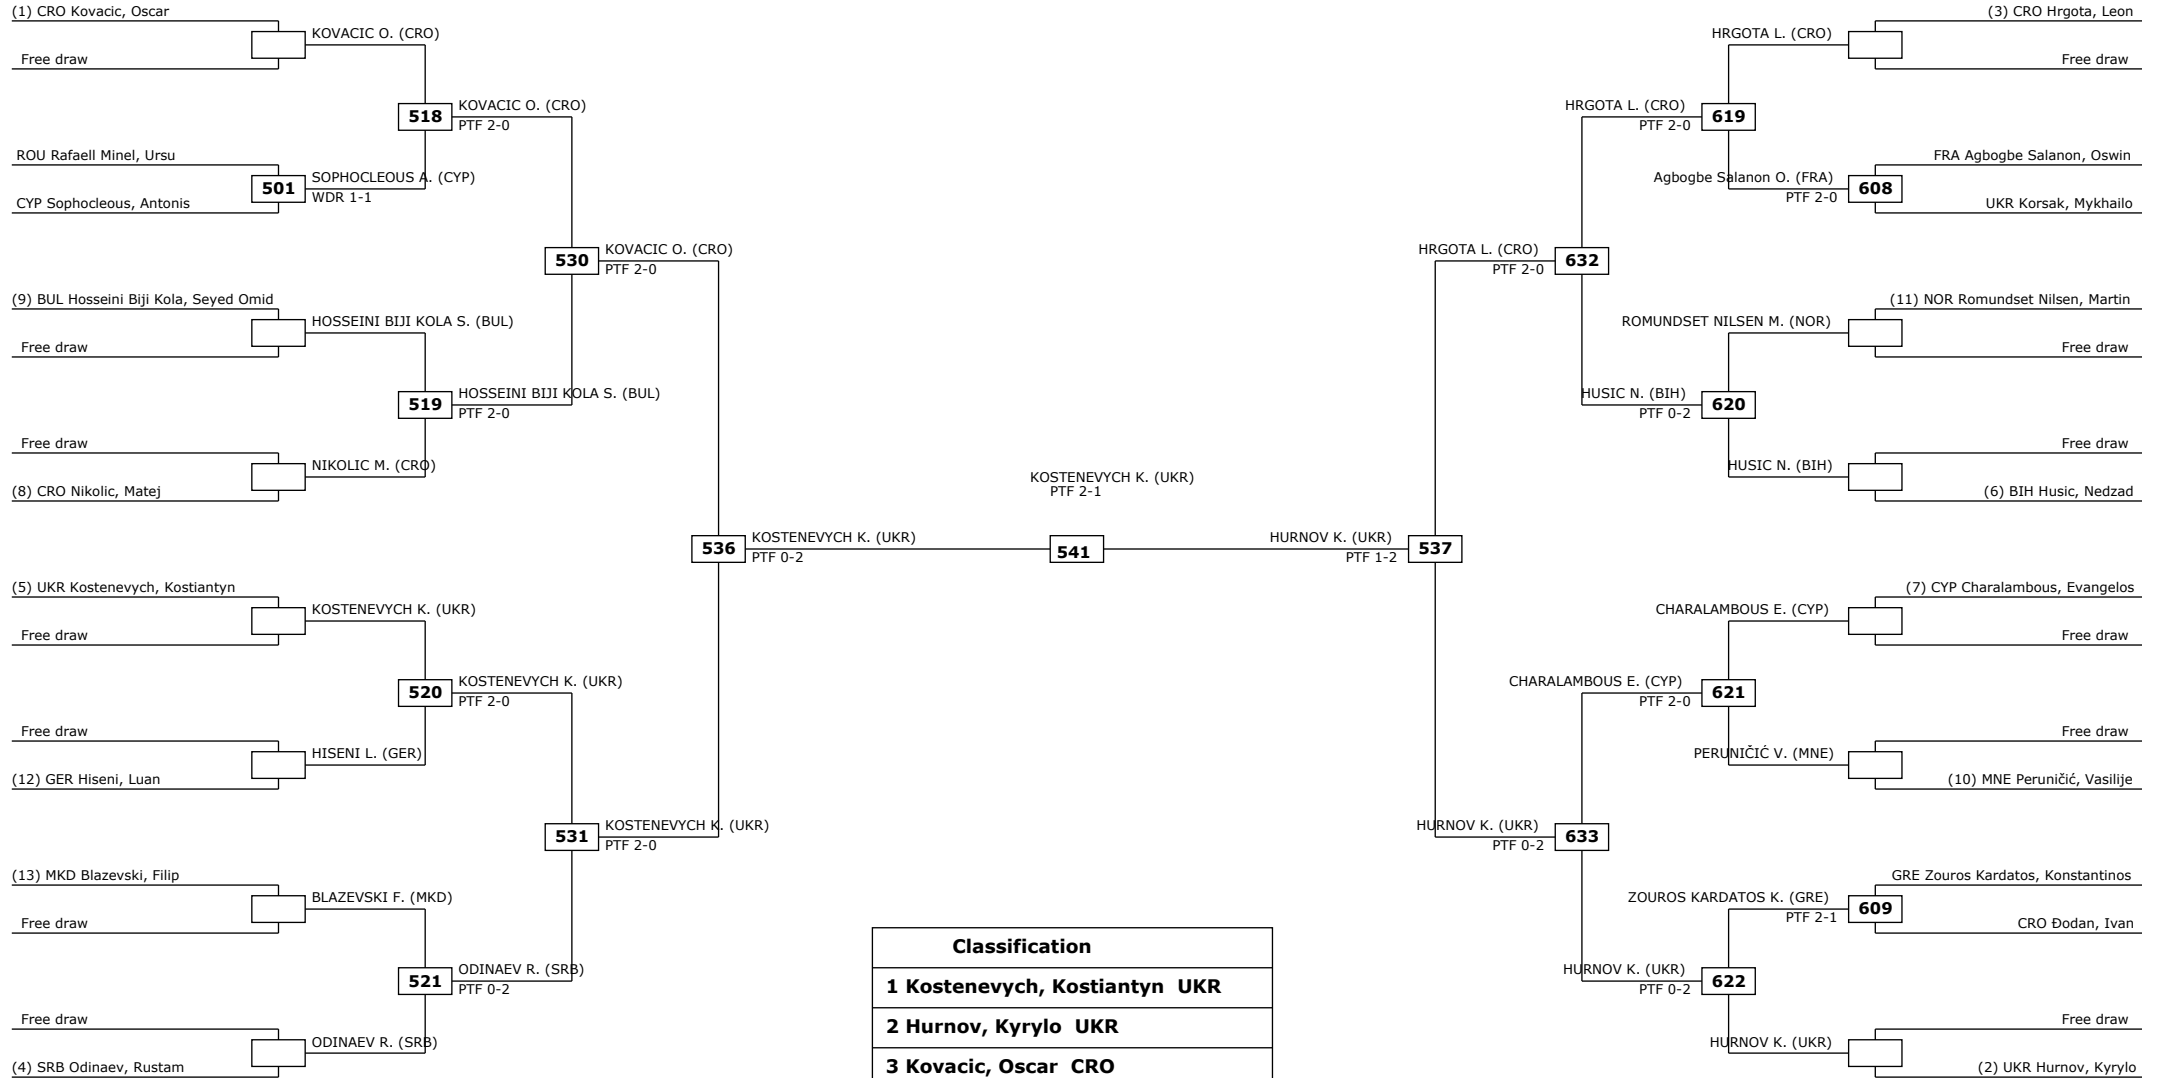 (1) CRO Kovacic, Oscar
KOVACIC O. (CRO)
Free draw
518
KOVACIC O. (CRO)
PTF 2-0
ROU Rafaell Minel, Ursu
501
SOPHOCLEOUS A. (CYP)
WDR 1-1
CYP Sophocleous, Antonis
530
KOVACIC O. (CRO)
PTF 2-0
(9) BUL Hosseini Biji Kola, Seyed Omid
HOSSEINI BIJI KOLA S. (BUL)
Free draw
519
HOSSEINI BIJI KOLA S. (BUL)
PTF 2-0
Free draw
NIKOLIC M. (CRO)
(8) CRO Nikolic, Matej
536
KOSTENEVYCH K. (UKR)
PTF 0-2
(5) UKR Kostenevych, Kostiantyn
KOSTENEVYCH K. (UKR)
Free draw
520
KOSTENEVYCH K. (UKR)
PTF 2-0
Free draw
HISENI L. (GER)
(12) GER Hiseni, Luan
531
KOSTENEVYCH K. (UKR)
PTF 2-0
(13) MKD Blazevski, Filip
BLAZEVSKI F. (MKD)
Free draw
521
ODINAEV R. (SRB)
PTF 0-2
Free draw
ODINAEV R. (SRB)
(4) SRB Odinaev, Rustam
KOSTENEVYCH K. (UKR)
PTF 2-1
541
(3) CRO Hrgota, Leon
HRGOTA L. (CRO)
Free draw
HRGOTA L. (CRO)
PTF 2-0
619
FRA Agbogbe Salanon, Oswin
Agbogbe Salanon O. (FRA)
PTF 2-0
608
UKR Korsak, Mykhailo
HRGOTA L. (CRO)
PTF 2-0
632
(11) NOR Romundset Nilsen, Martin
ROMUNDSET NILSEN M. (NOR)
Free draw
HUSIC N. (BIH)
PTF 0-2
620
Free draw
HUSIC N. (BIH)
(6) BIH Husic, Nedzad
HURNOV K. (UKR)
PTF 1-2
537
(7) CYP Charalambous, Evangelos
CHARALAMBOUS E. (CYP)
Free draw
CHARALAMBOUS E. (CYP)
PTF 2-0
621
Free draw
PERUNIČIĆ V. (MNE)
(10) MNE Peruničić, Vasilije
HURNOV K. (UKR)
PTF 0-2
633
GRE Zouros Kardatos, Konstantinos
ZOUROS KARDATOS K. (GRE)
PTF 2-1
609
CRO Đodan, Ivan
HURNOV K. (UKR)
PTF 0-2
622
Free draw
HURNOV K. (UKR)
(2) UKR Hurnov, Kyrylo
Classification
1 Kostenevych, Kostiantyn UKR
2 Hurnov, Kyrylo UKR
3 Kovacic, Oscar CRO